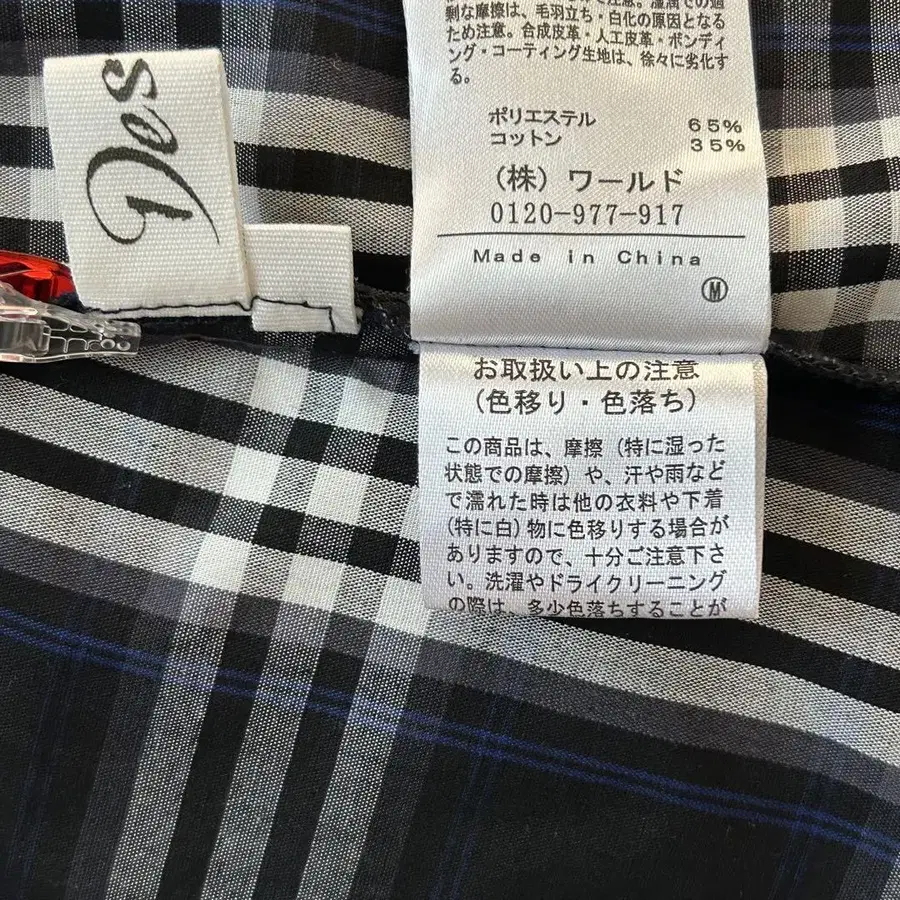 Des
剰な摩擦は、毛羽立ち・白化の原因となる
ため注意。合成皮革・人工皮革・ボンディ
ング・コーティング生地は、徐々に劣化す
る。
ポリエステル 65%
コットン 35%
(株) ワールド
0120-977-917
Made in China
M
お取扱い上の注意
(色移り・色落ち)
この商品は、摩擦 (特に湿った
状態での摩擦) や、汗や雨など
で濡れた時は他の衣料や下着
(特に白) 物に色移りする場合が
ありますので、十分ご注意下さ
い。洗濯やドライクリーニング
の際は、多少色落ちすることが